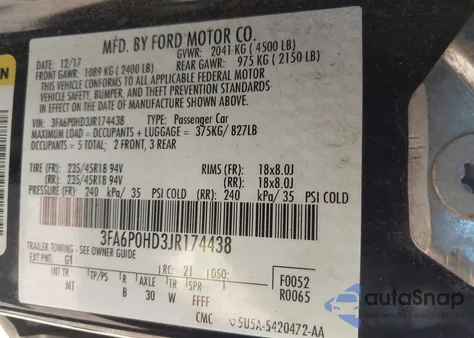 MFD. BY FORD MOTOR CO.
DATE: 12/17 GVWR: 2041 KG (4500 LB)
FRONT GAWR: 1089 KG (2400 LB) REAR GAWR: 975 KG (2150 LB)
THIS VEHICLE CONFORMS TO ALL APPLICABLE FEDERAL MOTOR
VEHICLE SAFETY, BUMPER, AND THEFT PREVENTION STANDARDS
IN EFFECT ON THE DATE OF MANUFACTURE SHOWN ABOVE.
VIN: 3FA6P0HD3JR174438 TYPE: Passenger Car
MAXIMUM LOAD = OCCUPANTS + LUGGAGE = 375KG/ 827LB
OCCUPANTS = 5 TOTAL; 2 FRONT, 3 REAR
TIRE (FR): 235/45R18 94V RIMS (FR): 18x8.0J
(RR): 235/45R18 94V (RR): 18x8.0J
PRESSURE (FR): 240 kPa/ 35 PSI COLD (RR): 240 kPa/ 35 PSI COLD
3FA6P0HD3JR174438
TRAILER TOWING - SEE OWNER GUIDE
EXT PNT: G1 RC: 21 DSO: F0052
INT TR TP/PS R AXLE TR SPR R0065
MT B 30 W FFFF
CMC 5U5A-5420472-AA
autoSnap